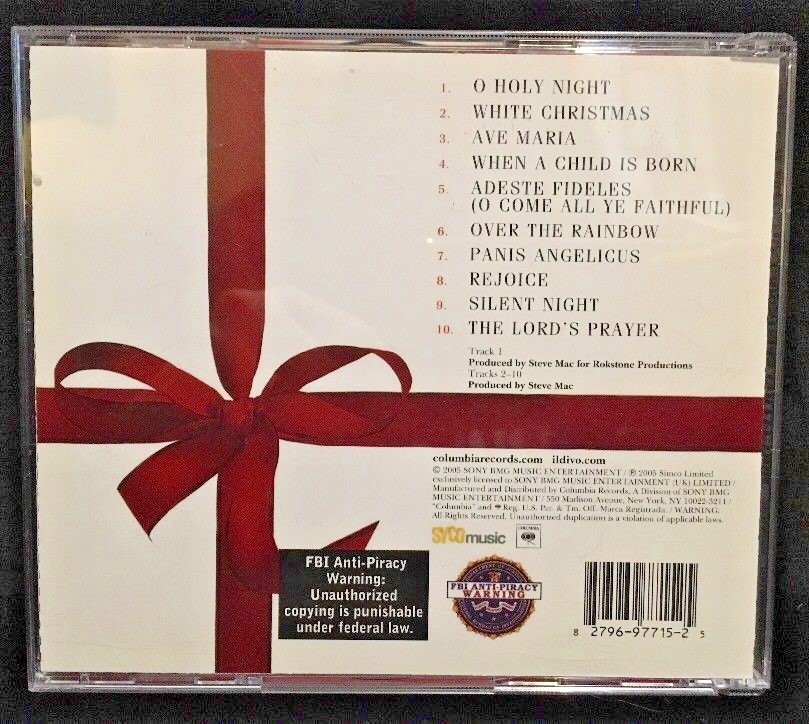 1. O HOLY NIGHT
2. WHITE CHRISTMAS
3. AVE MARIA
4. WHEN A CHILD IS BORN
5. ADESTE FIDELES
(O COME ALL YE FAITHFUL)
6. OVER THE RAINBOW
7. PANIS ANGELICUS
8. REJOICE
9. SILENT NIGHT
10. THE LORD'S PRAYER
Track 1
Produced by Steve Mac for Rokstone Productions
Tracks 2–10
Produced by Steve Mac
columbiarecords.com ildivo.com
© 2005 SONY BMG MUSIC ENTERTAINMENT / ℗ 2005 Simco Limited
exclusively licensed to SONY BMG MUSIC ENTERTAINMENT (UK) LIMITED /
Manufactured and Distributed by Columbia Records, A Division of SONY BMG
MUSIC ENTERTAINMENT / 550 Madison Avenue, New York, NY 10022-3211 /
"Columbia" and Reg. U.S. Pat. & Tm. Off. Marca Registrada. / WARNING:
All Rights Reserved. Unauthorized duplication is a violation of applicable laws.
SYCOmusic
COLUMBIA
FBI Anti-Piracy
Warning:
Unauthorized
copying is punishable
under federal law.
FBI ANTI-PIRACY
WARNING
8 2796-97715-2 5